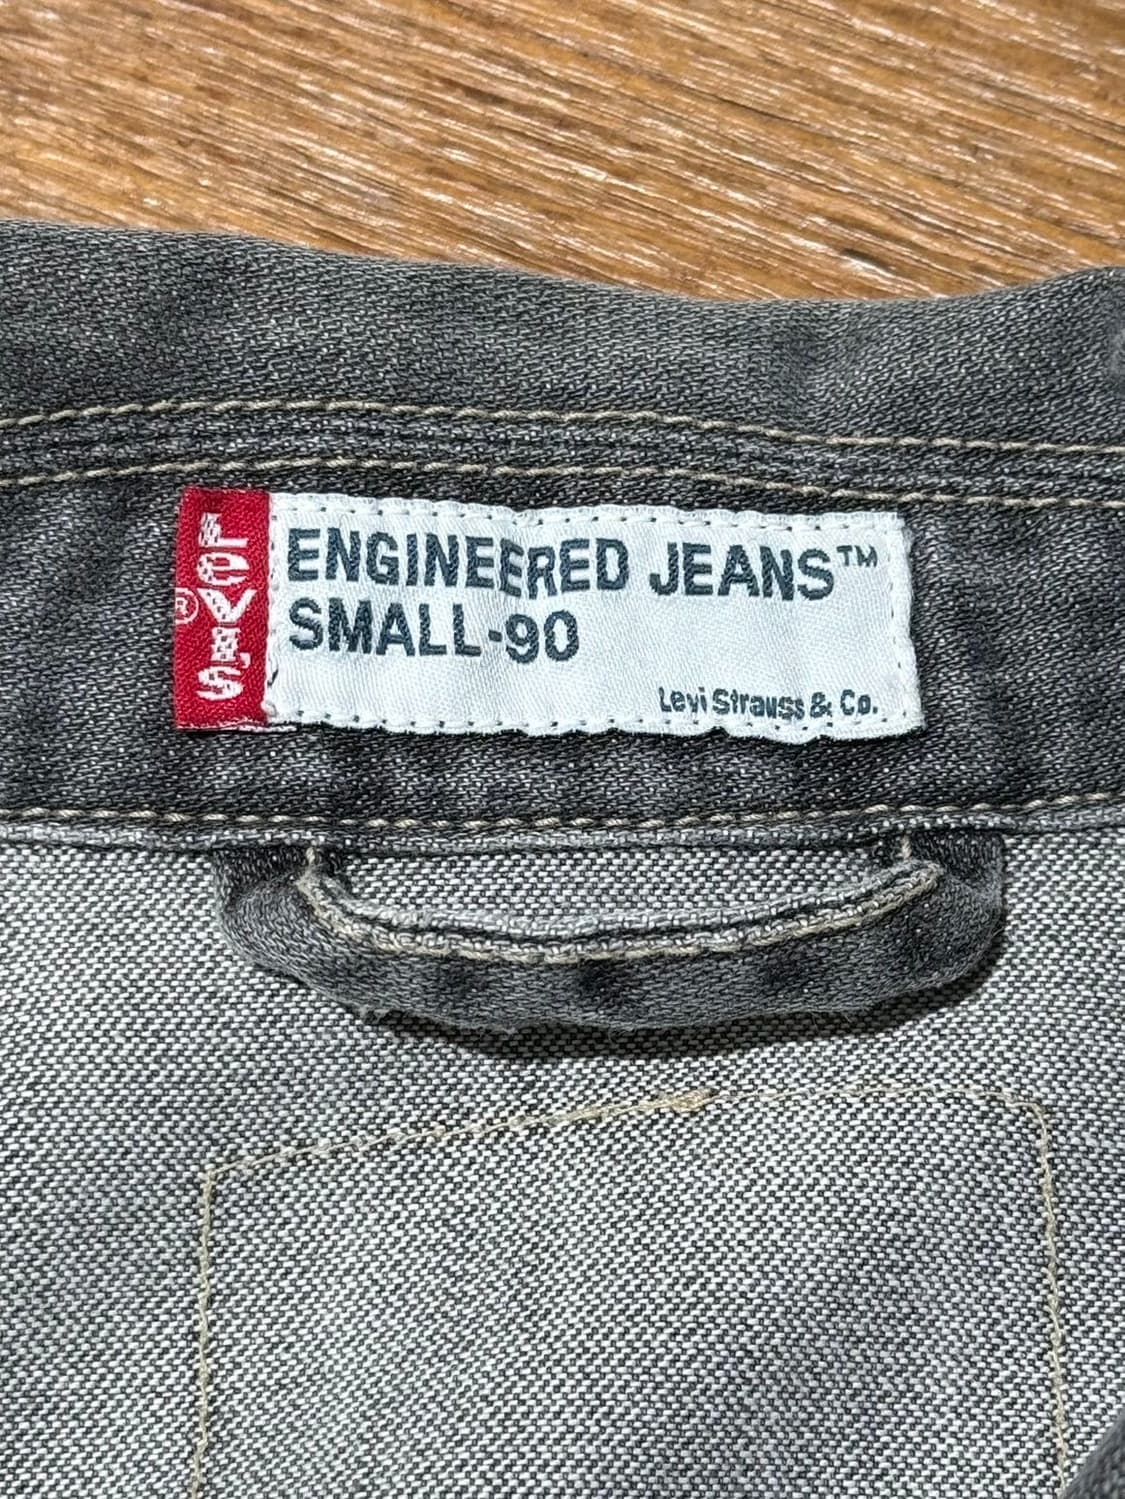 LEVI'S
®
ENGINEERED JEANS™
SMALL-90
Levi Strauss & Co.